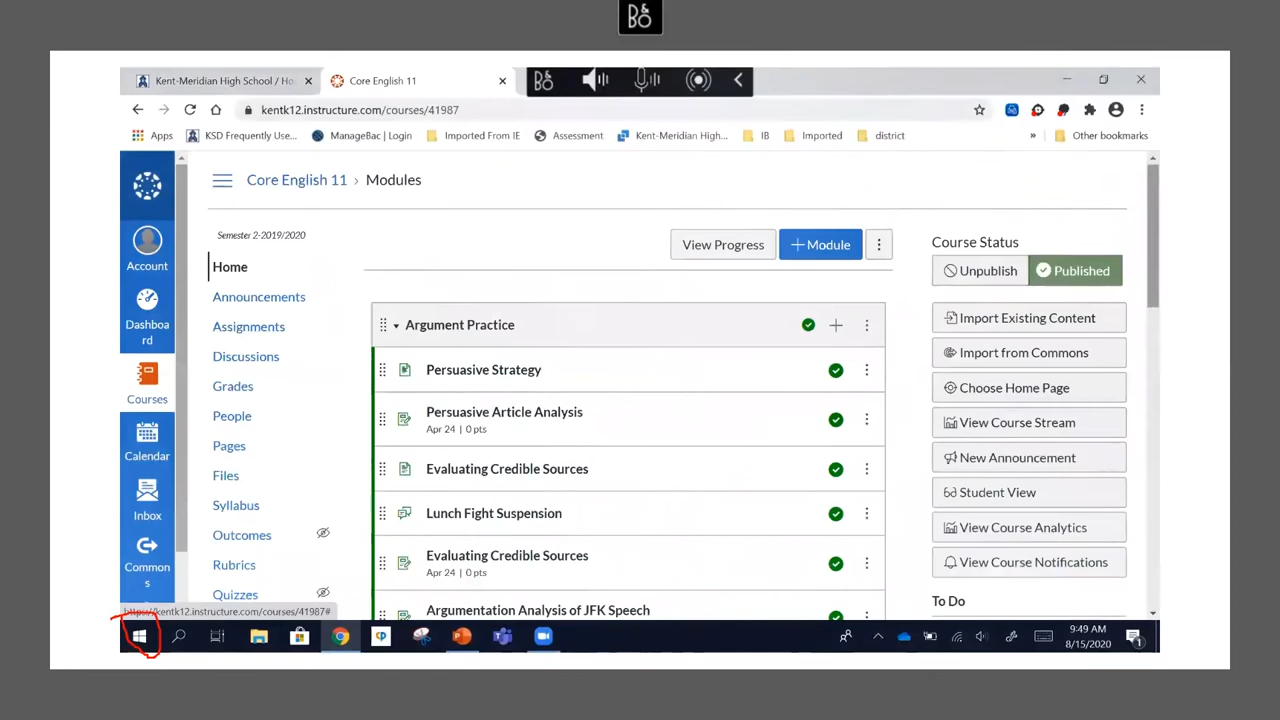 B&O
Kent-Meridian High School / Ho
Core English 11
B&O
kentk12.instructure.com/courses/41987
Apps
KSD Frequently Use...
ManageBac | Login
Imported From IE
Assessment
Kent-Meridian High...
IB
Imported
district
»
Other bookmarks
Core English 11 › Modules
Semester 2-2019/2020
View Progress
+ Module
Course Status
Unpublish
Published
Account
Dashboa
rd
Courses
Calendar
Inbox
Common
s
Home
Announcements
Assignments
Discussions
Grades
People
Pages
Files
Syllabus
Outcomes
Rubrics
Quizzes
Argument Practice
Persuasive Strategy
Persuasive Article Analysis
Apr 24 | 0 pts
Evaluating Credible Sources
Lunch Fight Suspension
Evaluating Credible Sources
Apr 24 | 0 pts
Argumentation Analysis of JFK Speech
Import Existing Content
Import from Commons
Choose Home Page
View Course Stream
New Announcement
Student View
View Course Analytics
View Course Notifications
To Do
https://kentk12.instructure.com/courses/41987#
9:49 AM
8/15/2020
1